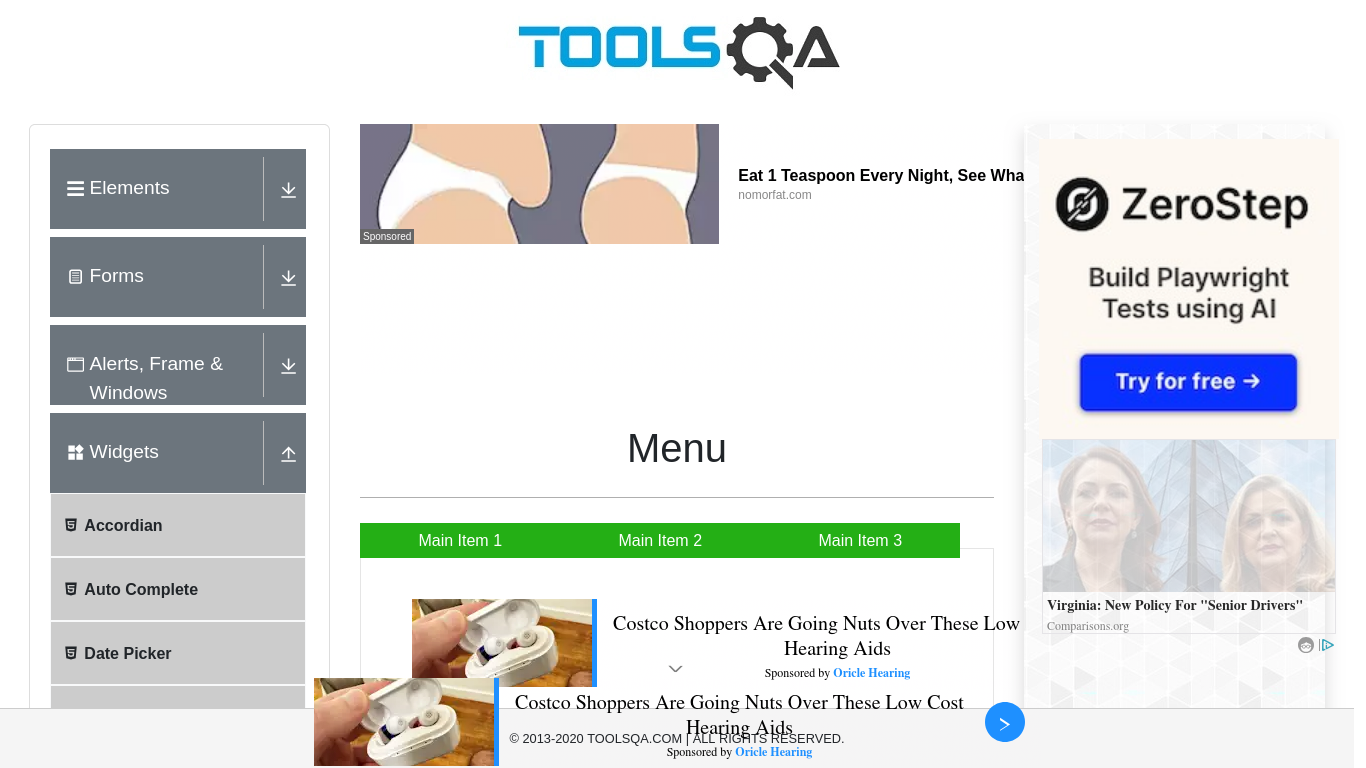 TOOLSQA
Elements
Forms
Alerts, Frame &
Windows
Widgets
Accordian
Auto Complete
Date Picker
Sponsored
Eat 1 Teaspoon Every Night, See Wha
nomorfat.com
Menu
Main Item 1
Main Item 2
Main Item 3
Costco Shoppers Are Going Nuts Over These Low
Hearing Aids
Sponsored by Oricle Hearing
Costco Shoppers Are Going Nuts Over These Low Cost
Hearing Aids
Sponsored by Oricle Hearing
© 2013-2020 TOOLSQA.COM | ALL RIGHTS RESERVED.
ZeroStep
Build Playwright
Tests using AI
Try for free →
Virginia: New Policy For "Senior Drivers"
Comparisons.org